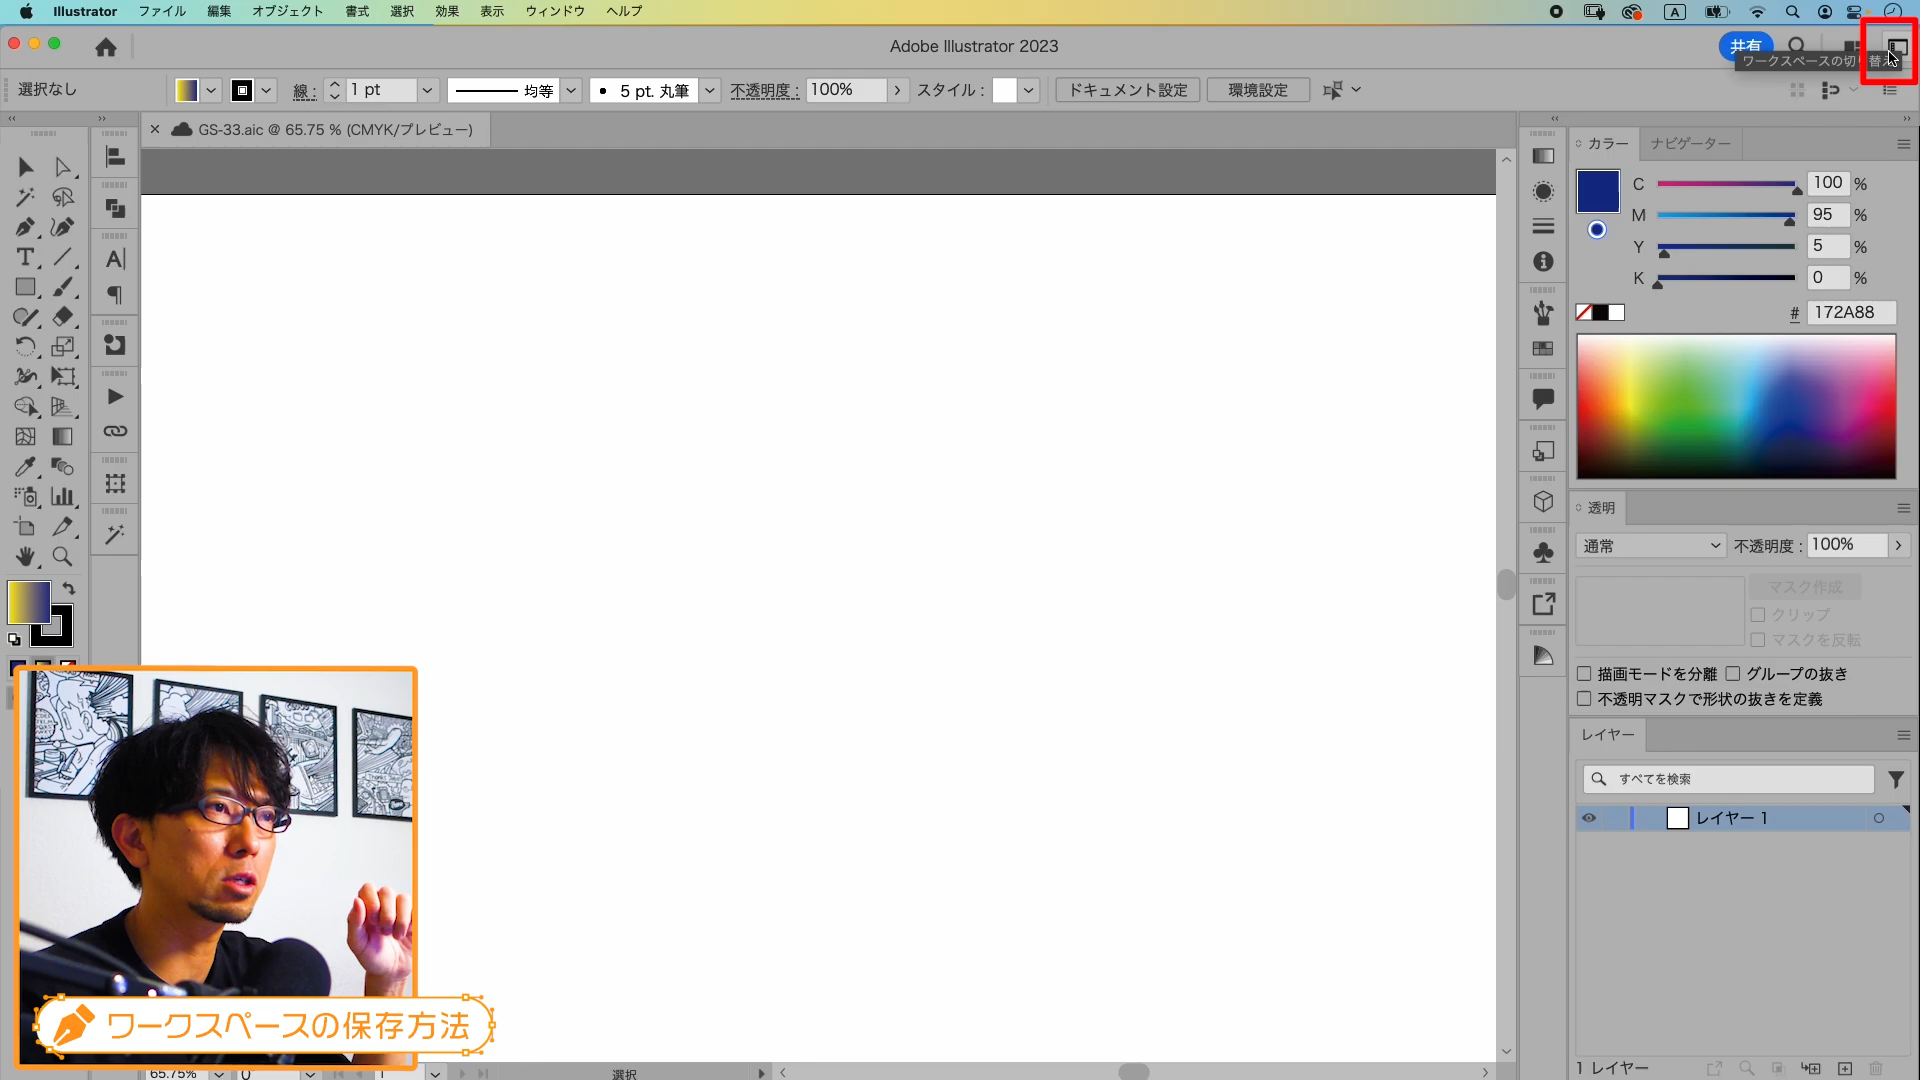 Illustrator ファイル 編集 オブジェクト 書式 選択 効果 表示 ウィンドウ ヘルプ A
Adobe Illustrator 2023
共有
ワークスペースの切り替え
選択なし 線 : 1 pt 均等 5 pt. 丸筆 不透明度 : 100% スタイル : ドキュメント設定 環境設定
GS-33.aic @ 65.75 % (CMYK/プレビュー)
カラー ナビゲーター
C 100 %
M 95 %
Y 5 %
K 0 %
# 172A88
透明
通常 不透明度 : 100%
マスク作成
クリップ
マスクを反転
描画モードを分離 グループの抜き
不透明マスクで形状の抜きを定義
レイヤー
すべてを検索
レイヤー 1
ワークスペースの保存方法
65.75% 0° 1 選択
1 レイヤー